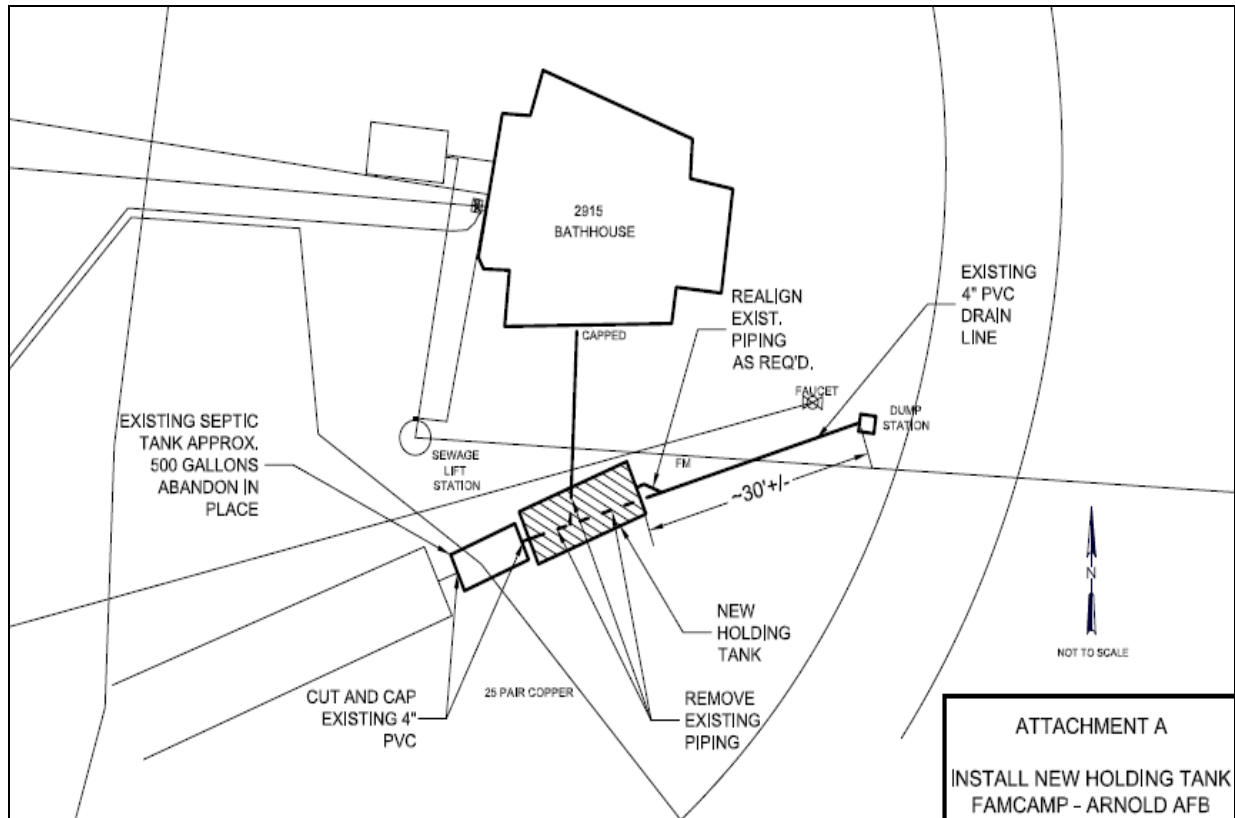 2915
BATHHOUSE
CAPPED
REALIGN
EXIST.
PIPING
AS REQ'D.
EXISTING
4" PVC
DRAIN
LINE
FAUCET
DUMP
STATION
EXISTING SEPTIC
TANK APPROX.
500 GALLONS
ABANDON IN
PLACE
SEWAGE
LIFT
STATION
FM
~30'+/-
N
NOT TO SCALE
NEW
HOLDING
TANK
CUT AND CAP
EXISTING 4"
PVC
25 PAIR COPPER
REMOVE
EXISTING
PIPING
ATTACHMENT A
INSTALL NEW HOLDING TANK
FAMCAMP - ARNOLD AFB